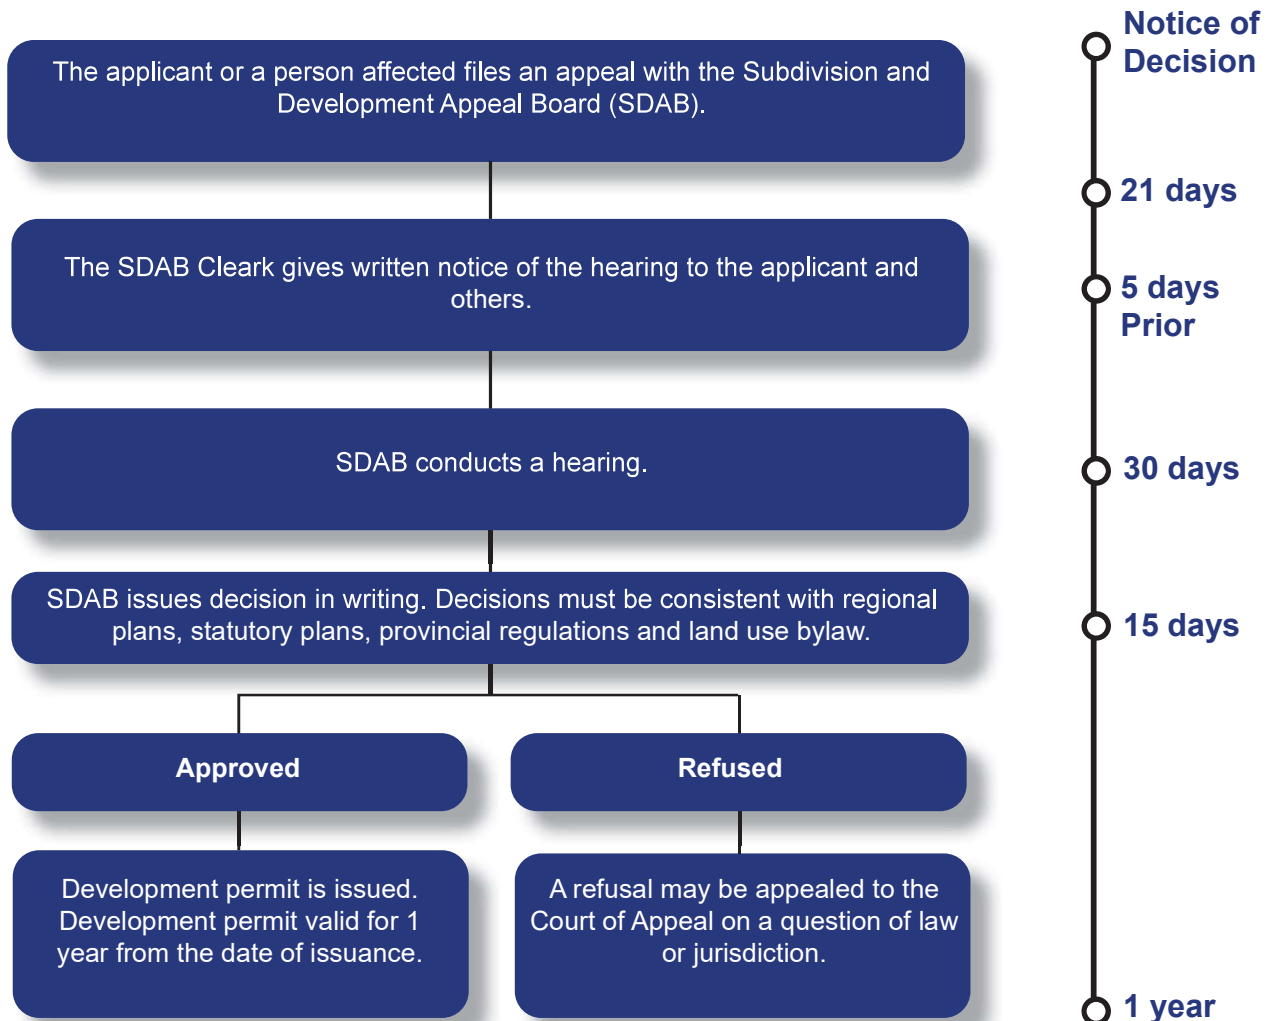 The applicant or a person affected files an appeal with the Subdivision and
Development Appeal Board (SDAB).
The SDAB Cleark gives written notice of the hearing to the applicant and
others.
SDAB conducts a hearing.
SDAB issues decision in writing. Decisions must be consistent with regional
plans, statutory plans, provincial regulations and land use bylaw.
Approved
Refused
Development permit is issued.
Development permit valid for 1
year from the date of issuance.
A refusal may be appealed to the
Court of Appeal on a question of law
or jurisdiction.
Notice of
Decision
21 days
5 days
Prior
30 days
15 days
1 year